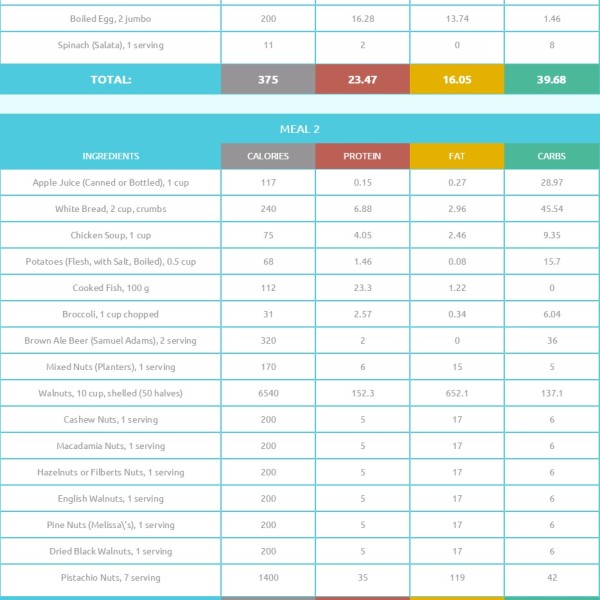 Boiled Egg, 2 jumbo 200 16.28 13.74 1.46
Spinach (Salata), 1 serving 11 2 0 8
TOTAL: 375 23.47 16.05 39.68
MEAL 2
INGREDIENTS CALORIES PROTEIN FAT CARBS
Apple Juice (Canned or Bottled), 1 cup 117 0.15 0.27 28.97
White Bread, 2 cup, crumbs 240 6.88 2.96 45.54
Chicken Soup, 1 cup 75 4.05 2.46 9.35
Potatoes (Flesh, with Salt, Boiled), 0.5 cup 68 1.46 0.08 15.7
Cooked Fish, 100 g 112 23.3 1.22 0
Broccoli, 1 cup chopped 31 2.57 0.34 6.04
Brown Ale Beer (Samuel Adams), 2 serving 320 2 0 36
Mixed Nuts (Planters), 1 serving 170 6 15 5
Walnuts, 10 cup, shelled (50 halves) 6540 152.3 652.1 137.1
Cashew Nuts, 1 serving 200 5 17 6
Macadamia Nuts, 1 serving 200 5 17 6
Hazelnuts or Filberts Nuts, 1 serving 200 5 17 6
English Walnuts, 1 serving 200 5 17 6
Pine Nuts (Melissa\'s), 1 serving 200 5 17 6
Dried Black Walnuts, 1 serving 200 5 17 6
Pistachio Nuts, 7 serving 1400 35 119 42